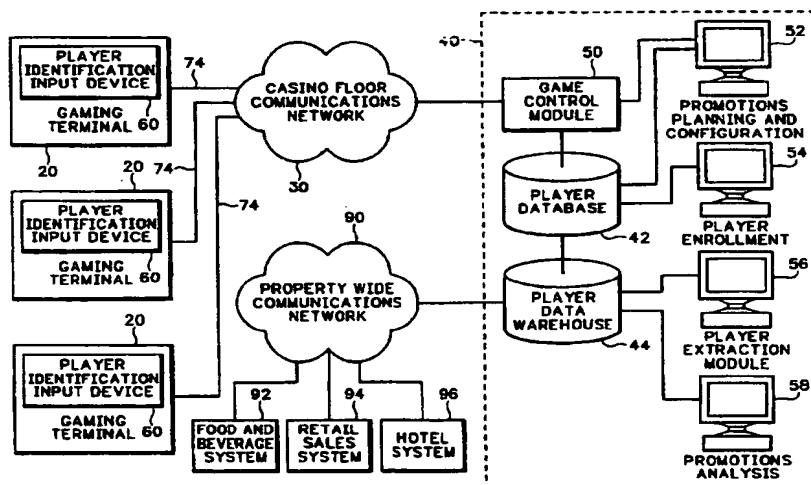 PLAYER
IDENTIFICATION
INPUT DEVICE
GAMING 60
TERMINAL
20
74
PLAYER
IDENTIFICATION
INPUT DEVICE
GAMING
TERMINAL 60
20
74
PLAYER
IDENTIFICATION
INPUT DEVICE
GAMING
TERMINAL 60
20
74
CASINO FLOOR
COMMUNICATIONS
NETWORK
30
90
PROPERTY WIDE
COMMUNICATIONS
NETWORK
92
FOOD AND
BEVERAGE
SYSTEM
94
RETAIL
SALES
SYSTEM
96
HOTEL
SYSTEM
40
50
GAME
CONTROL
MODULE
PLAYER
DATABASE
42
PLAYER
DATA
WAREHOUSE
44
52
PROMOTIONS
PLANNING AND
CONFIGURATION
54
PLAYER
ENROLLMENT
56
PLAYER
EXTRACTION
MODULE
58
PROMOTIONS
ANALYSIS